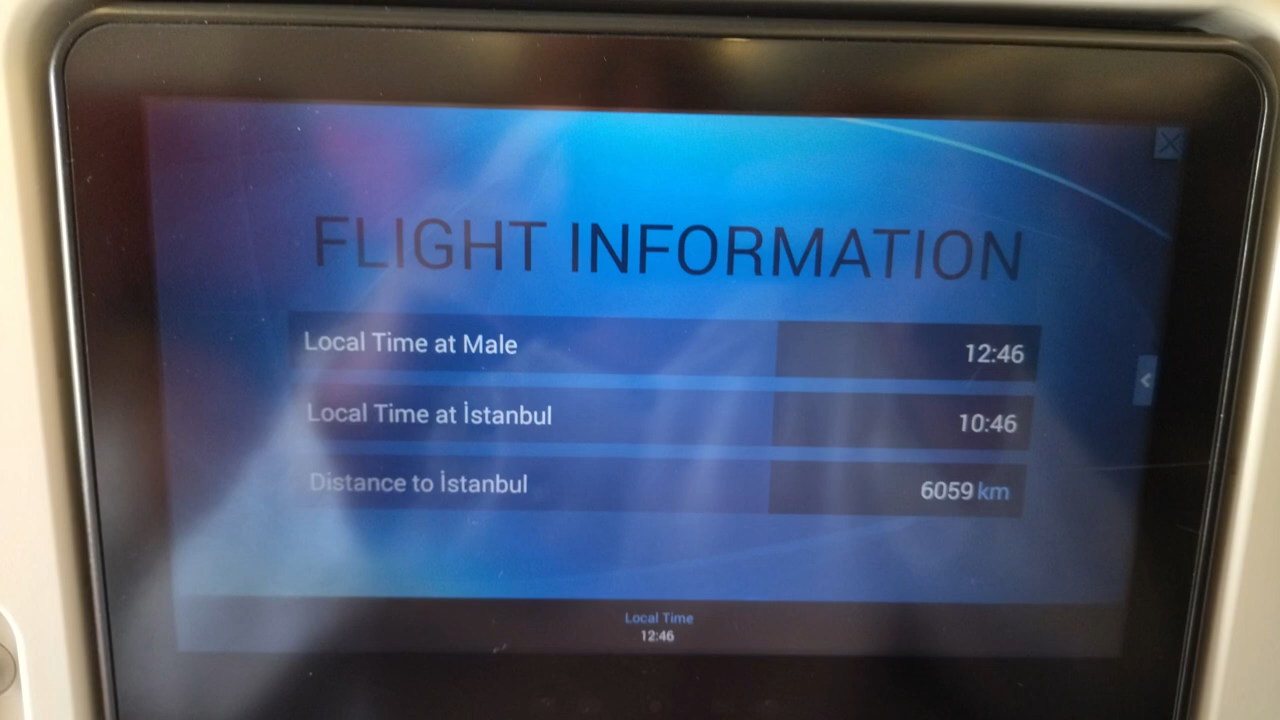 FLIGHT INFORMATION
Local Time at Male 12:46
Local Time at İstanbul 10:46
Distance to İstanbul 6059 km
Local Time
12:46